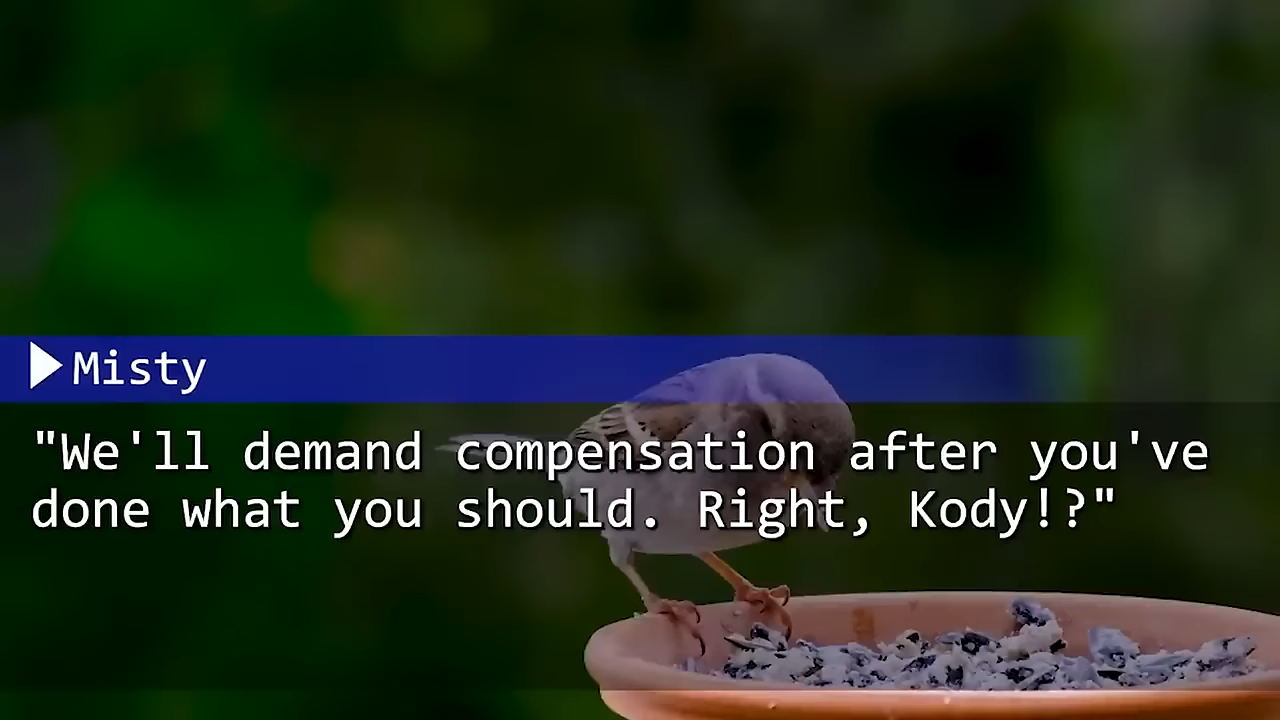 Misty
"We'll demand compensation after you've
done what you should. Right, Kody!?"